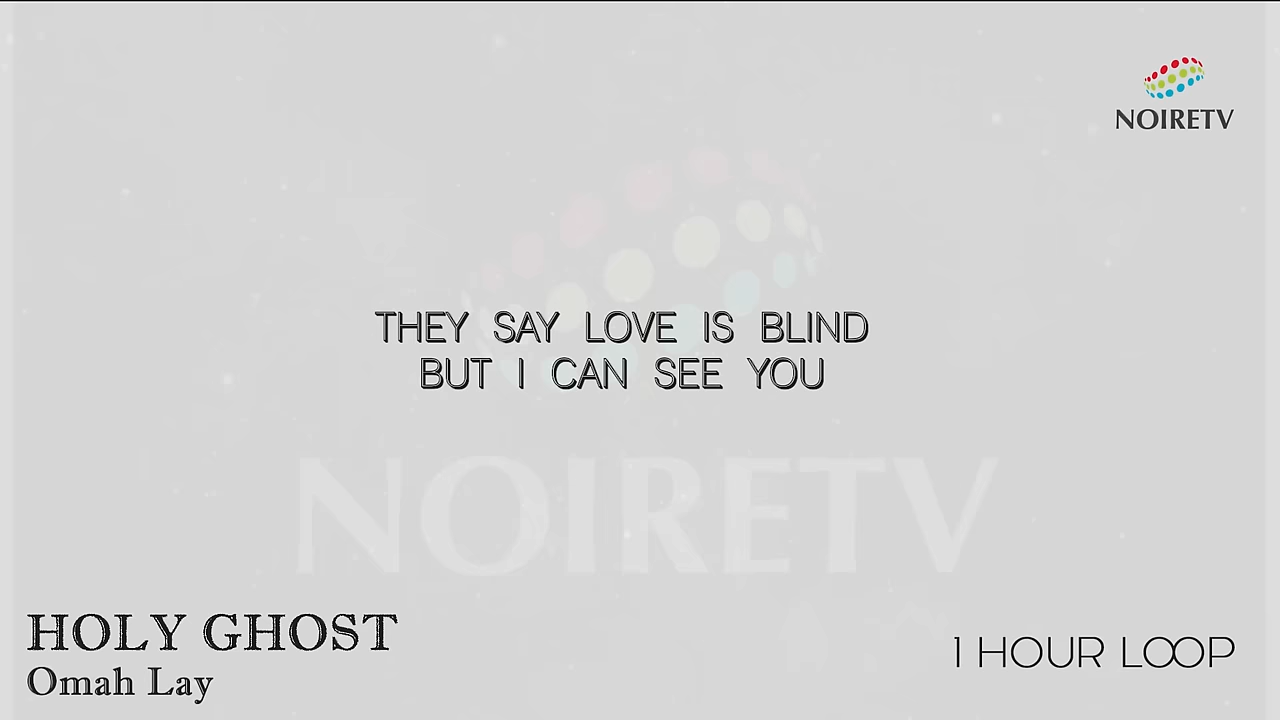 NOIRETV
THEY SAY LOVE IS BLIND
BUT I CAN SEE YOU
NOIRETV
HOLY GHOST
Omah Lay
1 HOUR LOOP